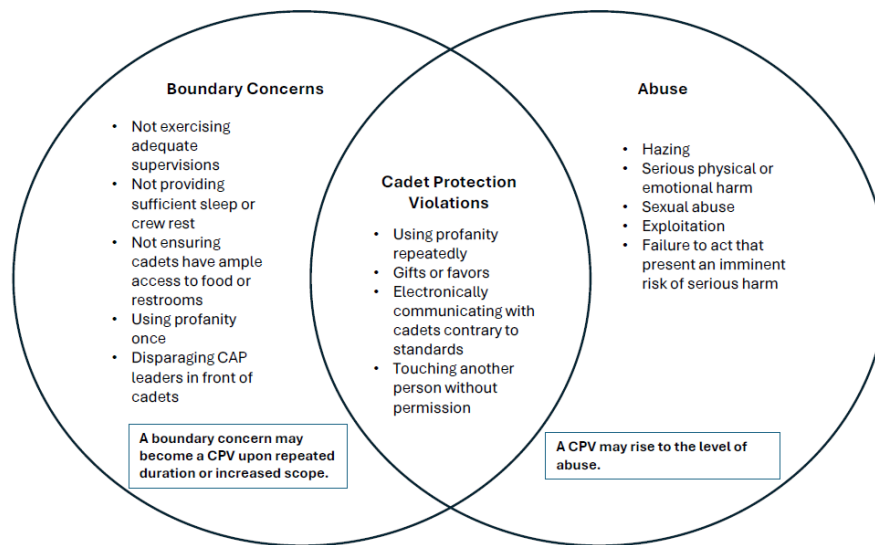 Boundary Concerns
• Not exercising
adequate
supervisions
• Not providing
sufficient sleep or
crew rest
• Not ensuring
cadets have ample
access to food or
restrooms
• Using profanity
once
• Disparaging CAP
leaders in front of
cadets
A boundary concern may
become a CPV upon repeated
duration or increased scope.
Cadet Protection
Violations
• Using profanity
repeatedly
• Gifts or favors
• Electronically
communicating with
cadets contrary to
standards
• Touching another
person without
permission
Abuse
• Hazing
• Serious physical or
emotional harm
• Sexual abuse
• Exploitation
• Failure to act that
present an imminent
risk of serious harm
A CPV may rise to the level of
abuse.